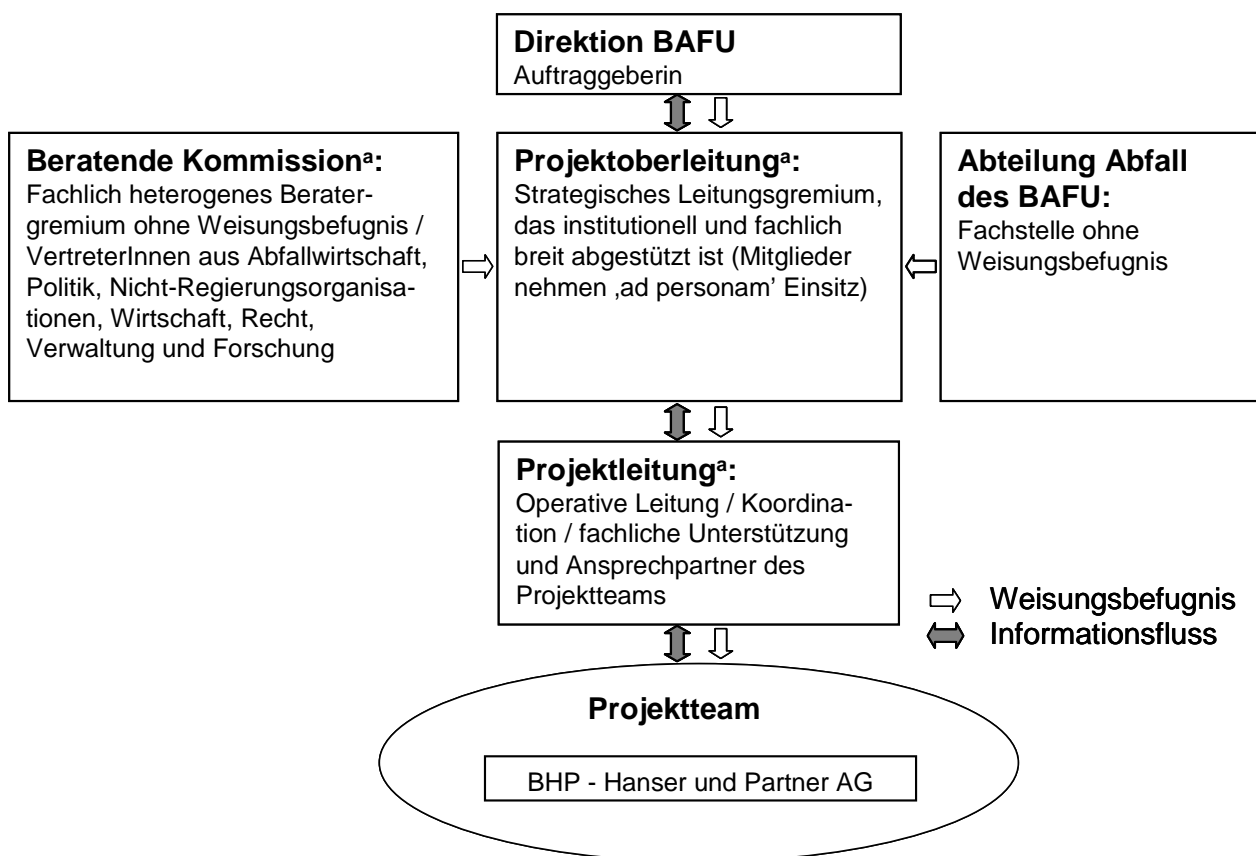 Direktion BAFU
Auftraggeberin
Beratende Kommissionᵃ:
Fachlich heterogenes Berater-
gremium ohne Weisungsbefugnis /
VertreterInnen aus Abfallwirtschaft,
Politik, Nicht-Regierungsorganisa-
tionen, Wirtschaft, Recht,
Verwaltung und Forschung
Projektoberleitungᵃ:
Strategisches Leitungsgremium,
das institutionell und fachlich
breit abgestützt ist (Mitglieder
nehmen ‚ad personam’ Einsitz)
Abteilung Abfall
des BAFU:
Fachstelle ohne
Weisungsbefugnis
Projektleitungᵃ:
Operative Leitung / Koordina-
tion / fachliche Unterstützung
und Ansprechpartner des
Projektteams
Weisungsbefugnis
Informationsfluss
Projektteam
BHP - Hanser und Partner AG